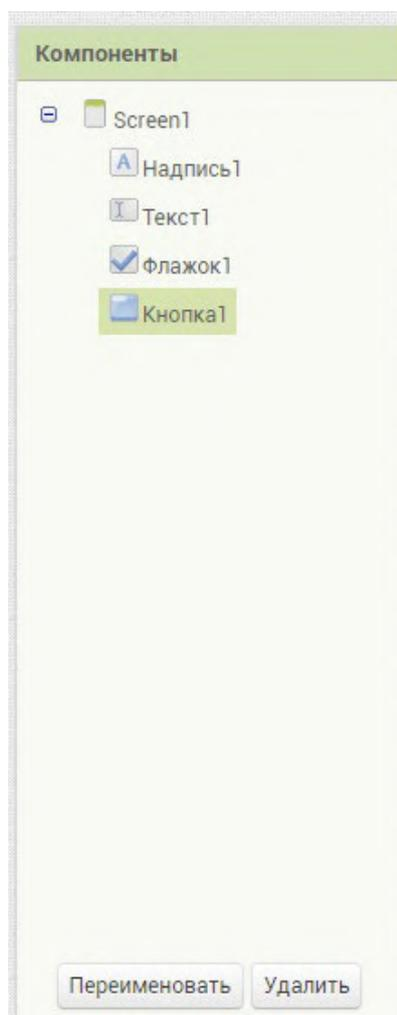 Компоненты
Screen1
Надпись1
Текст1
Флажок1
Кнопка1
Переименовать Удалить